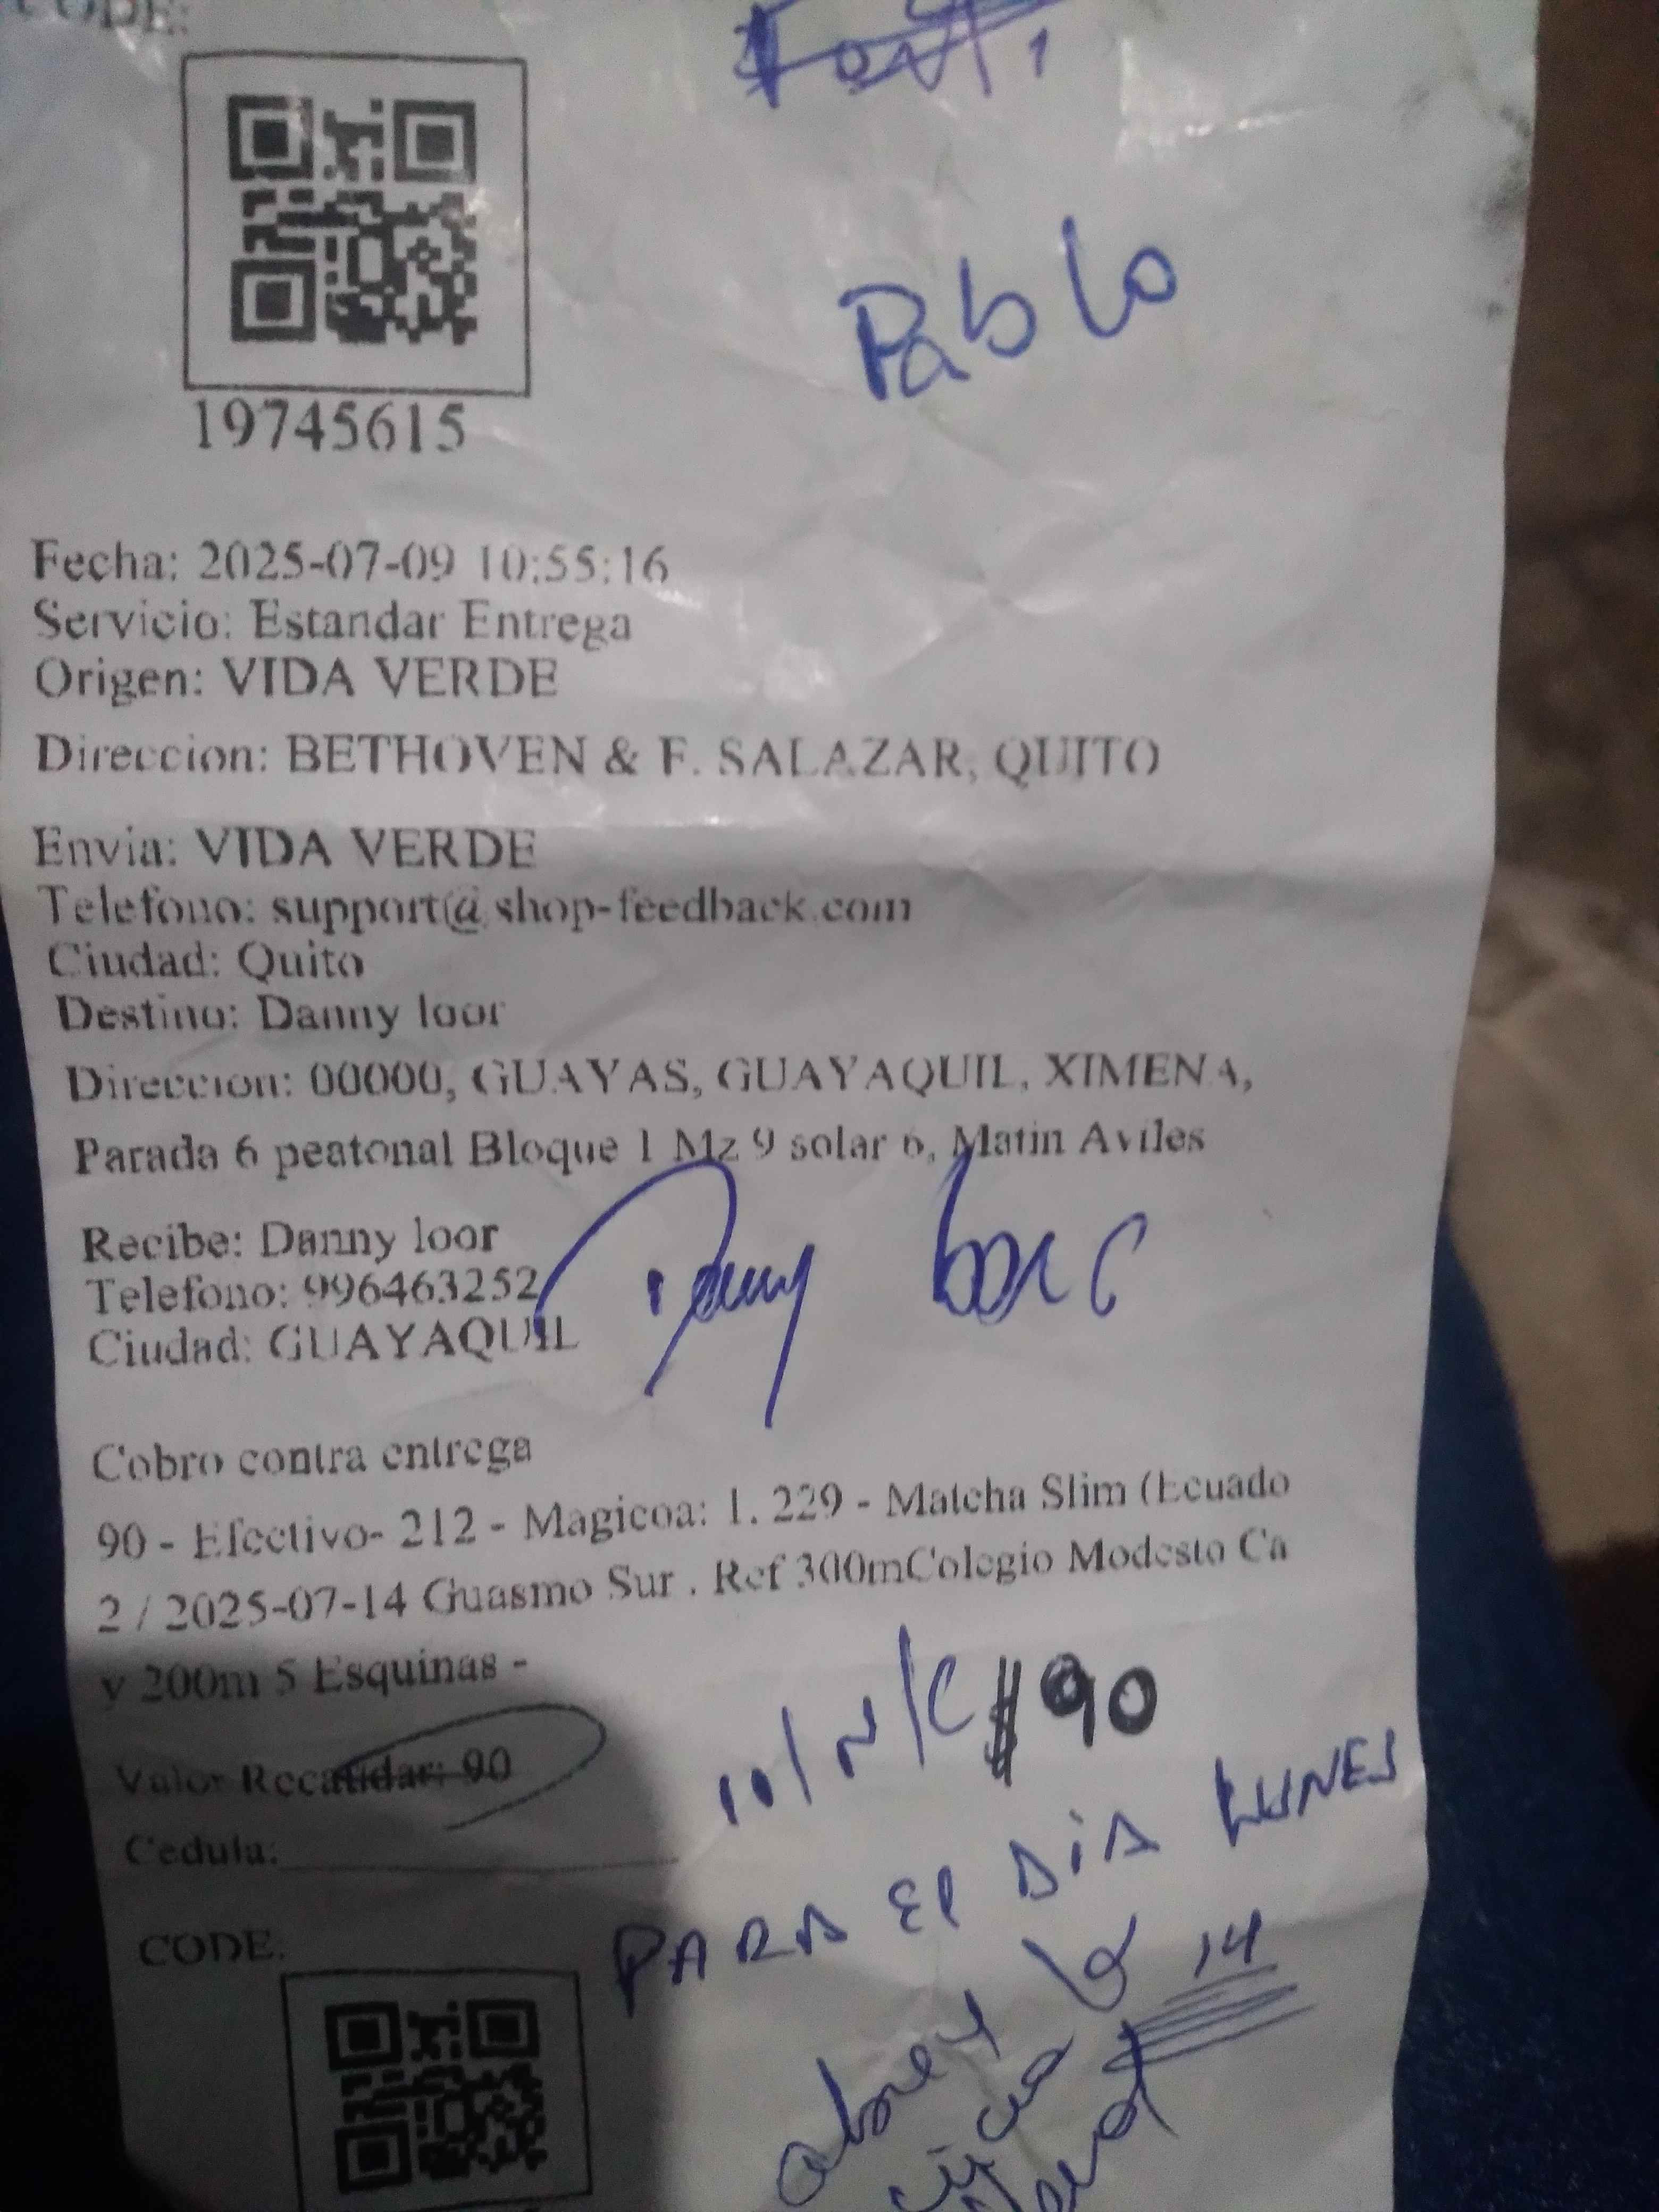 CODE:
Pablo
19745615
Fecha: 2025-07-09 10:55:16
Servicio: Estandar Entrega
Origen: VIDA VERDE
Direccion: BETHOVEN & F. SALAZAR, QUITO
Envia: VIDA VERDE
Telefono: support@shop-feedback.com
Ciudad: Quito
Destino: Danny loor
Direccion: 00000, GUAYAS, GUAYAQUIL, XIMENA,
Parada 6 peatonal Bloque 1 Mz 9 solar 6, Matin Aviles
Recibe: Danny loor
Telefono: 996463252
Ciudad: GUAYAQUIL
Danny
Cobro contra entrega
90 - Efectivo- 212 - Magicoa: 1. 229 - Matcha Slim (Ecuado
2 / 2025-07-14 Guasmo Sur . Ref 300mColegio Modesto Ca
y 200m 5 Esquinas -
$90
Valor Recaudar: 90
PARA El DiA LUNES
14
Cedula:
CODE: